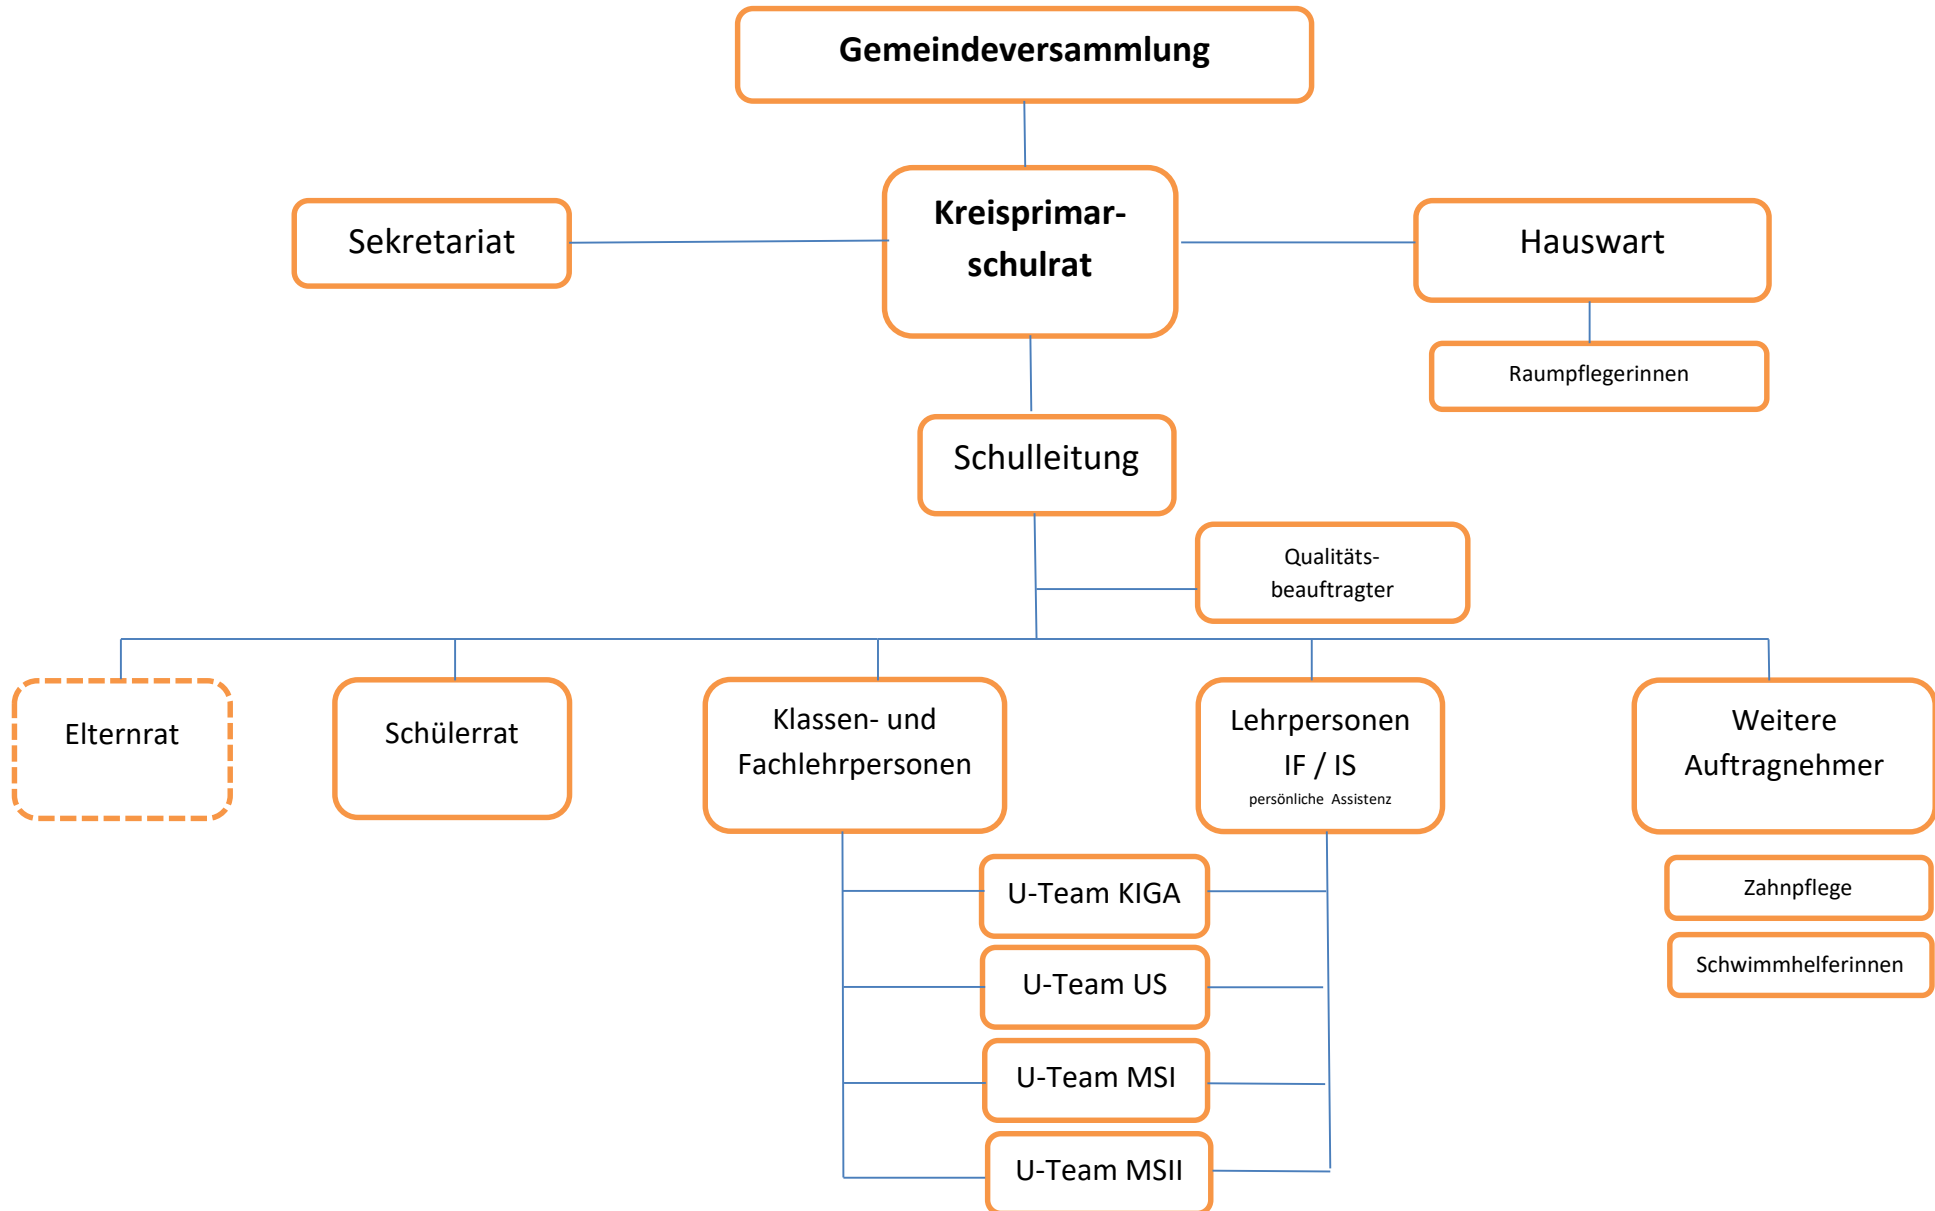 Gemeindeversammlung
Sekretariat
Kreisprimar-
schulrat
Hauswart
Raumpflegerinnen
Schulleitung
Qualitäts-
beauftragter
Elternrat
Schülerrat
Klassen- und
Fachlehrpersonen
Lehrpersonen
IF / IS
persönliche Assistenz
Weitere
Auftragnehmer
U-Team KIGA
U-Team US
U-Team MSI
U-Team MSII
Zahnpflege
Schwimmhelferinnen